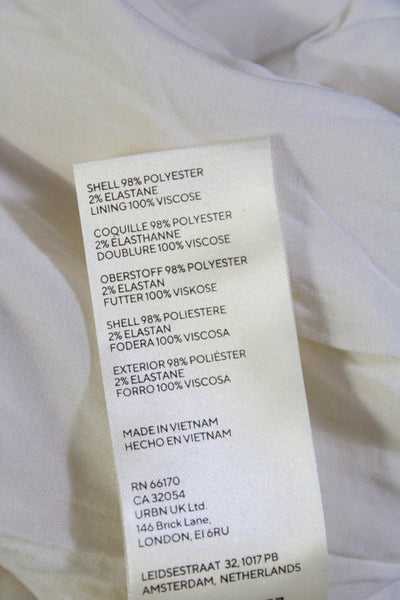 SHELL 98% POLYESTER
2% ELASTANE
LINING 100% VISCOSE
COQUILLE 98% POLYESTER
2% ÉLASTHANNE
DOUBLURE 100% VISCOSE
OBERSTOFF 98% POLYESTER
2% ELASTAN
FUTTER 100% VISKOSE
SHELL 98% POLIESTERE
2% ELASTAN
FODERA 100% VISCOSA
EXTERIOR 98% POLIÉSTER
2% ELASTANE
FORRO 100% VISCOSA
MADE IN VIETNAM
HECHO EN VIETNAM
RN 66170
CA 32054
URBN UK Ltd.
146 Brick Lane,
LONDON, E1 6RU
LEIDSESTRAAT 32, 1017 PB
AMSTERDAM, NETHERLANDS